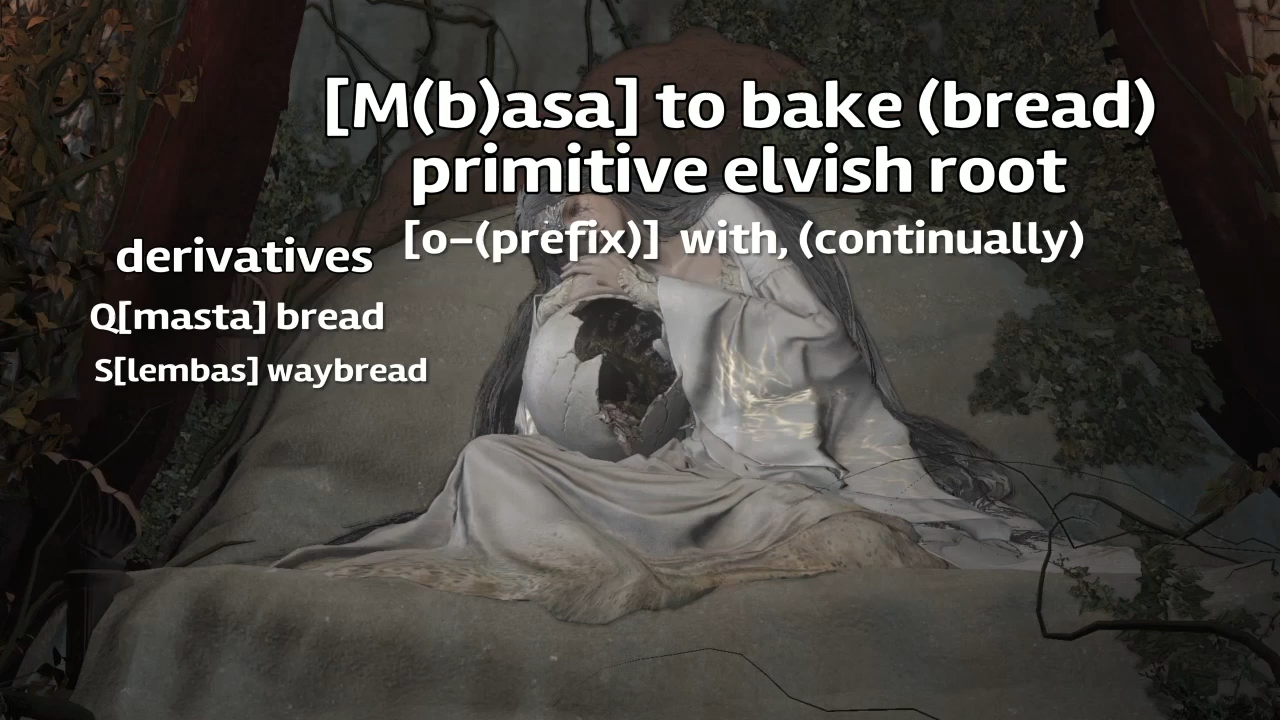 [M(b)asa] to bake (bread)
primitive elvish root
[o–(prefix)] with, (continually)
derivatives
Q[masta] bread
S[lembas] waybread